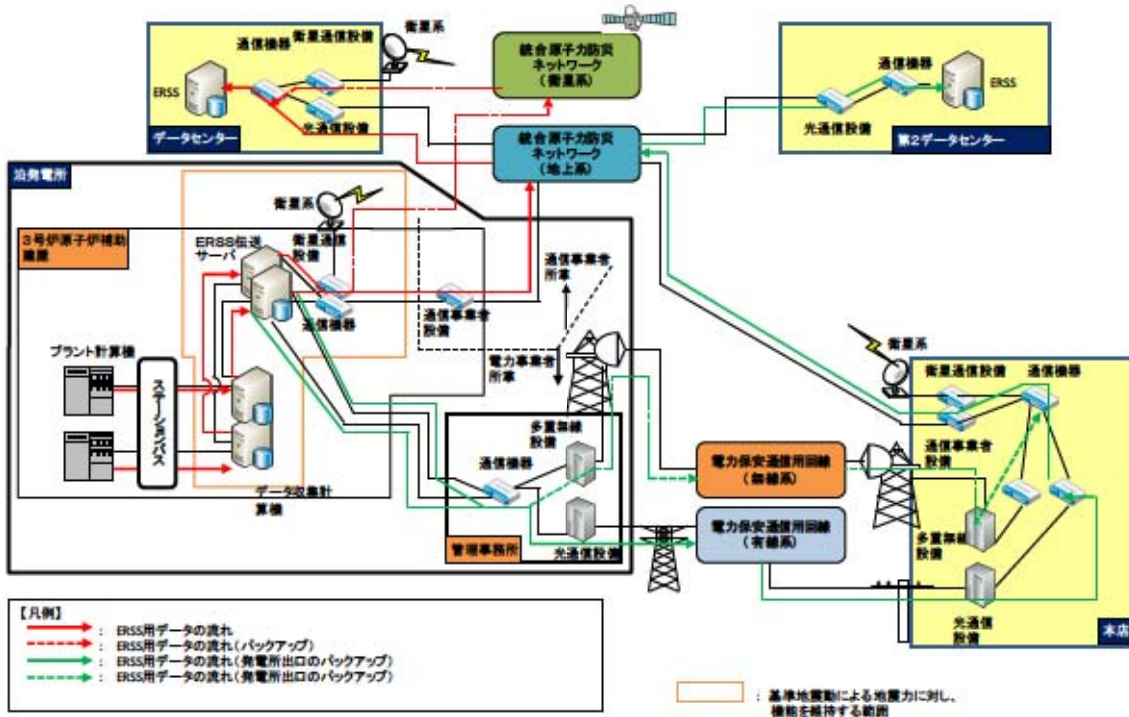 衛星系
通信機器
衛星通信設備
ERSS
光通信設備
データセンター
統合原子力防災
ネットワーク
(衛星系)
統合原子力防災
ネットワーク
(地上系)
通信機器
ERSS
光通信設備
第2データセンター
泊発電所
3号炉原子炉補助
建屋
衛星系
ERSS伝送
サーバ
衛星通信
設備
通信機器
通信事業者
設備
通信事業者
所掌
電力事業者
所掌
プラント計算機
ステーションバス
データ収集計
算機
多重無線
設備
通信機器
光通信設備
管理事務所
電力保安通信用回線
(無線系)
電力保安通信用回線
(有線系)
衛星系
衛星通信設備
通信機器
通信事業者
設備
多重無線
設備
光通信
設備
本店
【凡例】
: ERSS用データの流れ
: ERSS用データの流れ(バックアップ)
: ERSS用データの流れ(発電所出口のバックアップ)
: ERSS用データの流れ(発電所出口のバックアップ)
: 基準地震動による地震力に対し、
機能を維持する範囲